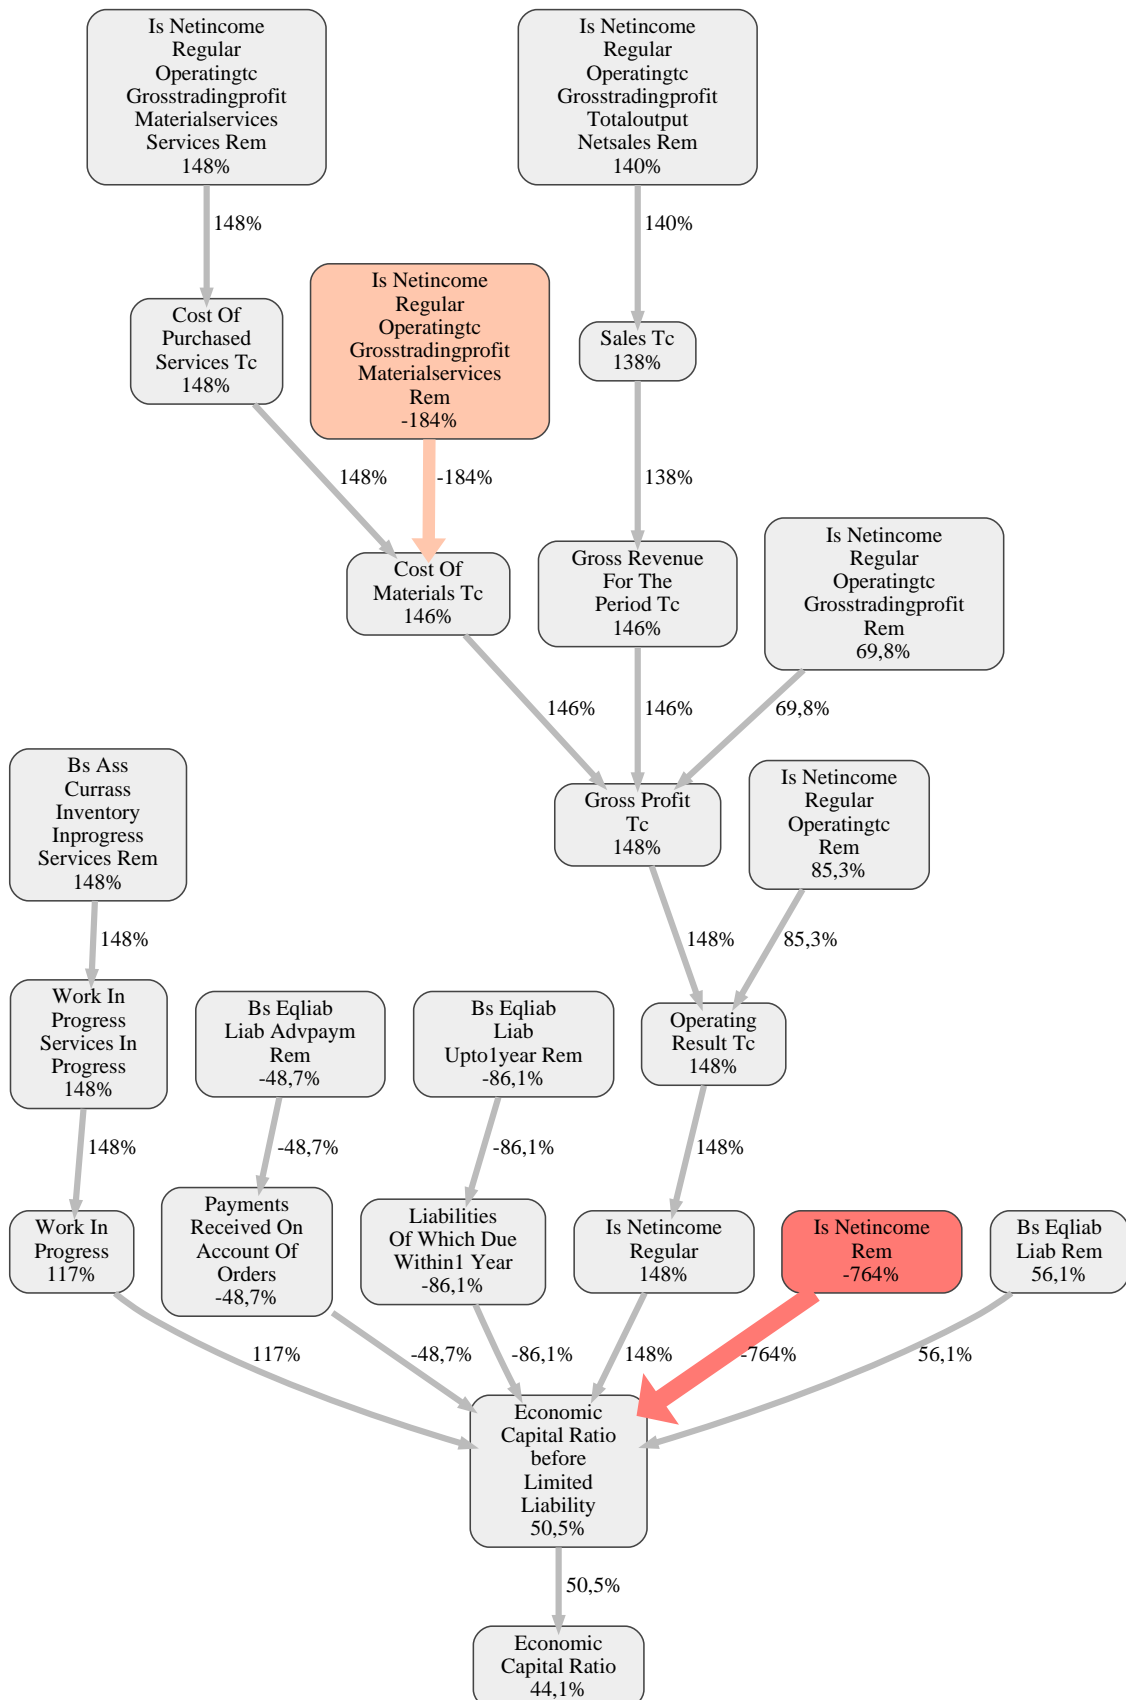 Is Netincome
Regular
Operatingtc
Grosstradingprofit
Materialservices
Services Rem
148%
Is Netincome
Regular
Operatingtc
Grosstradingprofit
Totaloutput
Netsales Rem
140%
148%
140%
Is Netincome
Regular
Operatingtc
Grosstradingprofit
Materialservices
Rem
-184%
Cost Of
Purchased
Services Tc
148%
Sales Tc
138%
148%
-184%
138%
Cost Of
Materials Tc
146%
Gross Revenue
For The
Period Tc
146%
Is Netincome
Regular
Operatingtc
Grosstradingprofit
Rem
69,8%
146%
146%
69,8%
Bs Ass
Currass
Inventory
Inprogress
Services Rem
148%
Gross Profit
Tc
148%
Is Netincome
Regular
Operatingtc
Rem
85,3%
148%
148%
85,3%
Work In
Progress
Services In
Progress
148%
Bs Eqliab
Liab Advpaym
Rem
-48,7%
Bs Eqliab
Liab
Upto1year Rem
-86,1%
Operating
Result Tc
148%
148%
-48,7%
-86,1%
148%
Work In
Progress
117%
Payments
Received On
Account Of
Orders
-48,7%
Liabilities
Of Which Due
Within1 Year
-86,1%
Is Netincome
Regular
148%
Is Netincome
Rem
-764%
Bs Eqliab
Liab Rem
56,1%
117%
-48,7%
-86,1%
148%
-764%
56,1%
Economic
Capital Ratio
before
Limited
Liability
50,5%
50,5%
Economic
Capital Ratio
44,1%